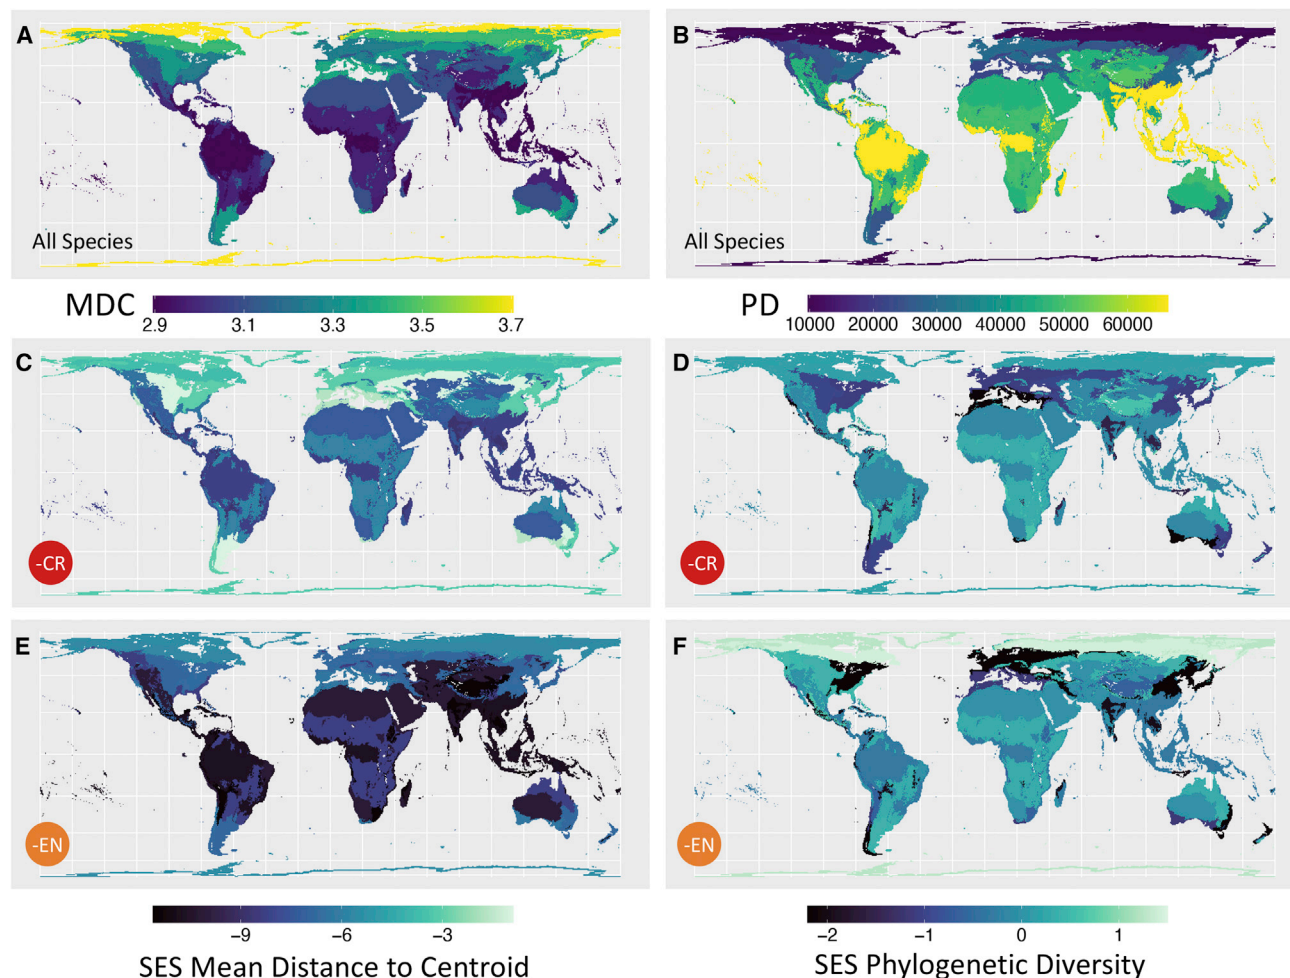 A
B
All Species
All Species
MDC
2.9 3.1 3.3 3.5 3.7
PD
10000 20000 30000 40000 50000 60000
C
D
-CR
-CR
E
F
-EN
-EN
−9 −6 −3
SES Mean Distance to Centroid
−2 −1 0 1
SES Phylogenetic Diversity